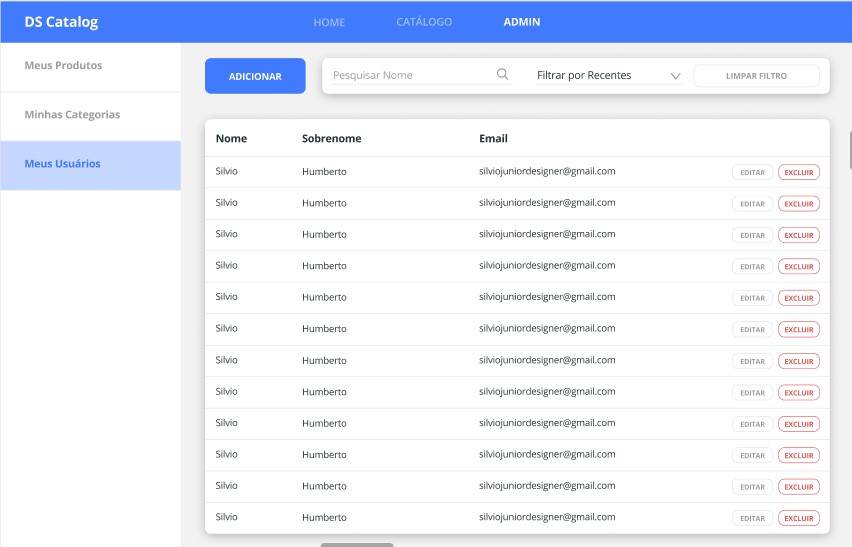 DS Catalog HOME CATÁLOGO ADMIN
Meus Produtos
Minhas Categorias
Meus Usuários
ADICIONAR Pesquisar Nome Filtrar por Recentes LIMPAR FILTRO
Nome Sobrenome Email
Silvio Humberto silviojuniordesigner@gmail.com EDITAR EXCLUIR
Silvio Humberto silviojuniordesigner@gmail.com EDITAR EXCLUIR
Silvio Humberto silviojuniordesigner@gmail.com EDITAR EXCLUIR
Silvio Humberto silviojuniordesigner@gmail.com EDITAR EXCLUIR
Silvio Humberto silviojuniordesigner@gmail.com EDITAR EXCLUIR
Silvio Humberto silviojuniordesigner@gmail.com EDITAR EXCLUIR
Silvio Humberto silviojuniordesigner@gmail.com EDITAR EXCLUIR
Silvio Humberto silviojuniordesigner@gmail.com EDITAR EXCLUIR
Silvio Humberto silviojuniordesigner@gmail.com EDITAR EXCLUIR
Silvio Humberto silviojuniordesigner@gmail.com EDITAR EXCLUIR
Silvio Humberto silviojuniordesigner@gmail.com EDITAR EXCLUIR
Silvio Humberto silviojuniordesigner@gmail.com EDITAR EXCLUIR